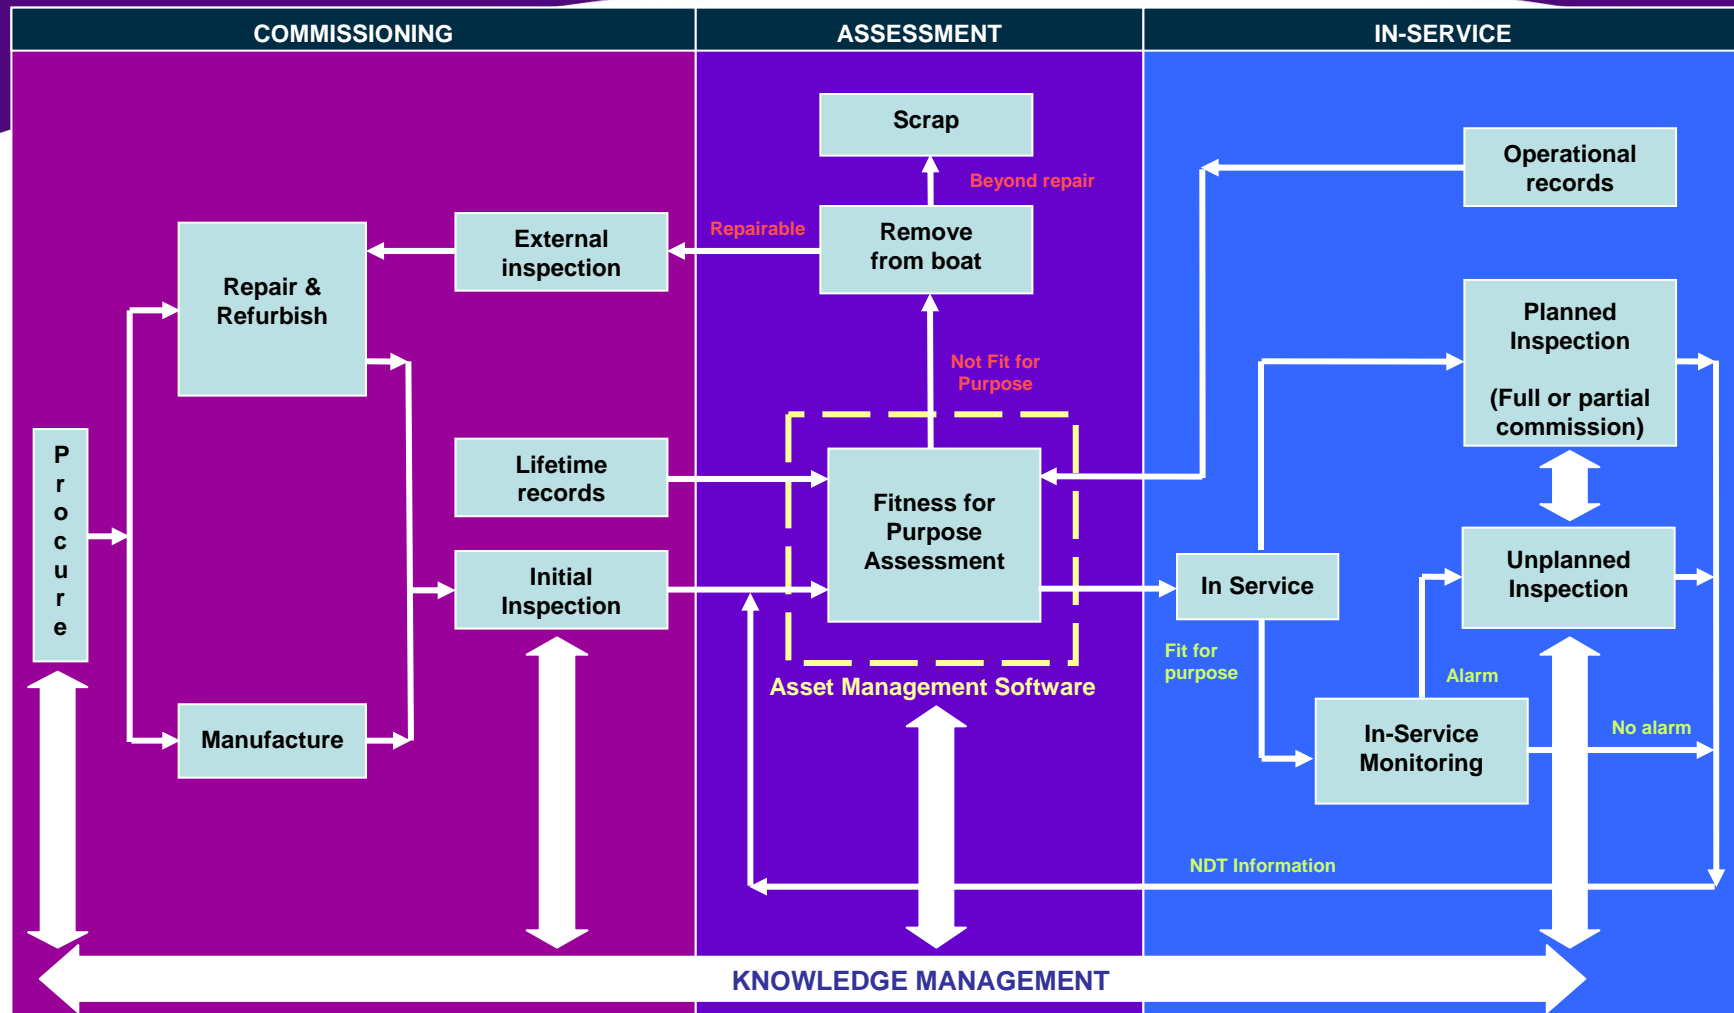 COMMISSIONING
ASSESSMENT
IN-SERVICE
Scrap
Operational
records
Beyond repair
External
inspection
Repairable
Remove
from boat
Repair &
Refurbish
Planned
Inspection
(Full or partial
commission)
Not Fit for
Purpose
Procure
Lifetime
records
Fitness for
Purpose
Assessment
Initial
Inspection
In Service
Unplanned
Inspection
Fit for
purpose
Alarm
Asset Management Software
Manufacture
In-Service
Monitoring
No alarm
NDT Information
KNOWLEDGE MANAGEMENT